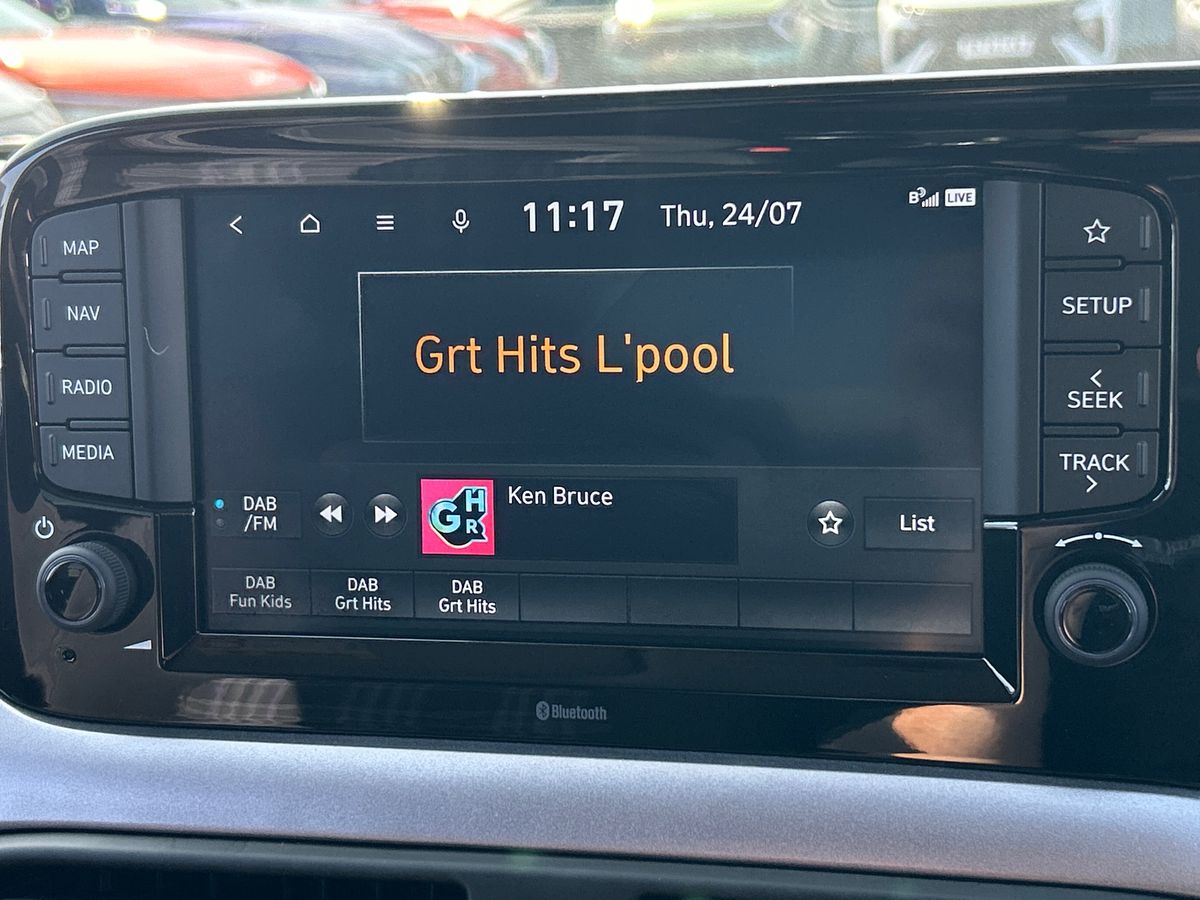 11:17
Thu, 24/07
B
LIVE
MAP
NAV
RADIO
MEDIA
SETUP
SEEK
TRACK
Grt Hits L'pool
DAB
/FM
GHR
Ken Bruce
List
DAB
Fun Kids
DAB
Grt Hits
DAB
Grt Hits
Bluetooth